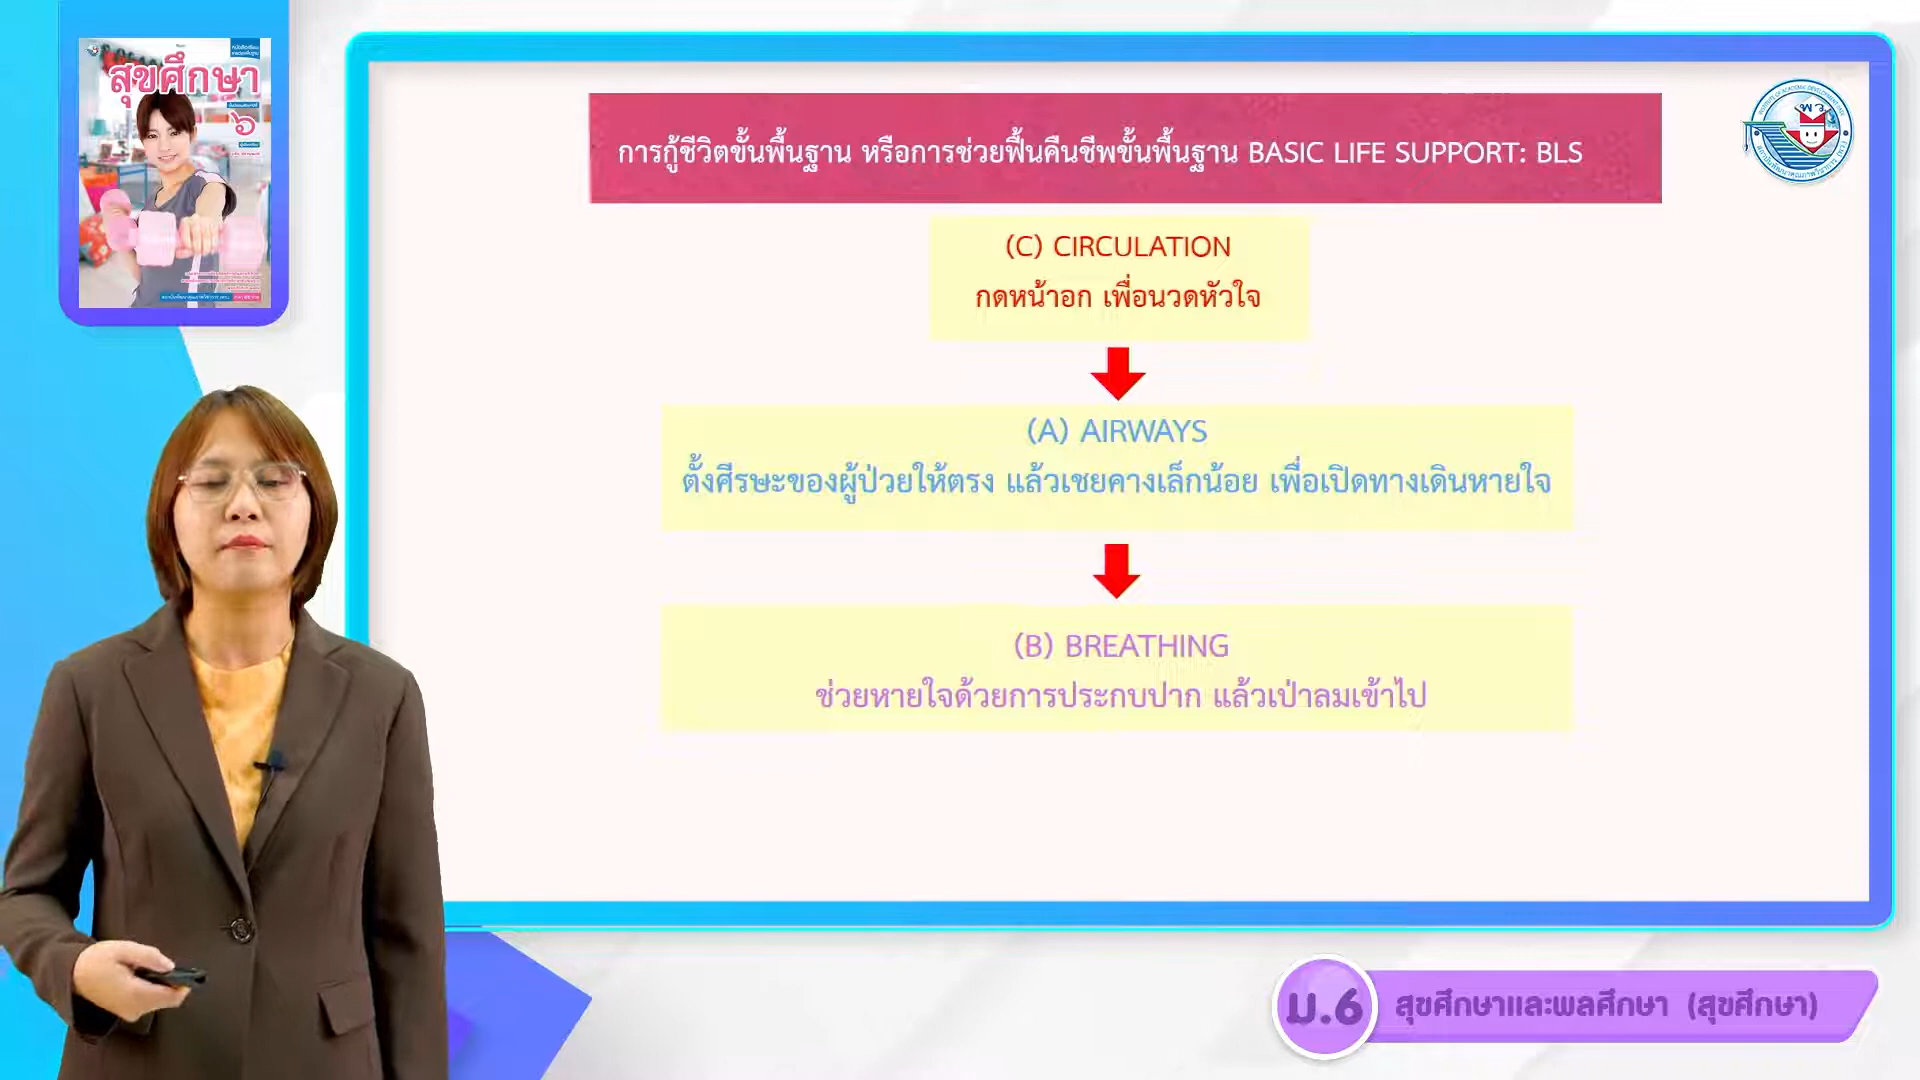 สุขศึกษา
๖
การกู้ชีวิตขั้นพื้นฐาน หรือการช่วยฟื้นคืนชีพขั้นพื้นฐาน BASIC LIFE SUPPORT: BLS
(C) CIRCULATION
กดหน้าอก เพื่อนวดหัวใจ
(A) AIRWAYS
ตั้งศีรษะของผู้ป่วยให้ตรง แล้วเชยคางเล็กน้อย เพื่อเปิดทางเดินหายใจ
(B) BREATHING
ช่วยหายใจด้วยการประกบปาก แล้วเป่าลมเข้าไป
พว
ม.6 สุขศึกษาและพลศึกษา (สุขศึกษา)